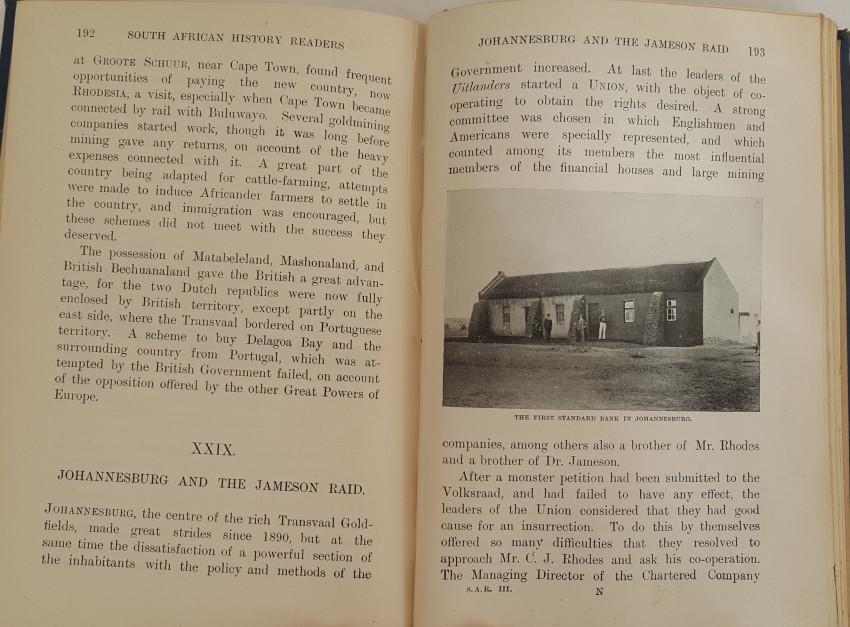 192 SOUTH AFRICAN HISTORY READERS
at GROOTE SCHUUR, near Cape Town, found frequent
opportunities of paying the new country, now
RHODESIA, a visit, especially when Cape Town became
connected by rail with Buluwayo. Several goldmining
companies started work, though it was long before
mining gave any returns, on account of the heavy
expenses connected with it. A great part of the
country being adapted for cattle-farming, attempts
were made to induce Africander farmers to settle in
the country, and immigration was encouraged, but
these schemes did not meet with the success they
deserved.
The possession of Matabeleland, Mashonaland, and
British Bechuanaland gave the British a great advan-
tage, for the two Dutch republics were now fully
enclosed by British territory, except partly on the
east side, where the Transvaal bordered on Portuguese
territory. A scheme to buy Delagoa Bay and the
surrounding country from Portugal, which was at-
tempted by the British Government failed, on account
of the opposition offered by the other Great Powers of
Europe.
XXIX.
JOHANNESBURG AND THE JAMESON RAID.
JOHANNESBURG, the centre of the rich Transvaal Gold-
fields, made great strides since 1890, but at the
same time the dissatisfaction of a powerful section of
the inhabitants with the policy and methods of the
JOHANNESBURG AND THE JAMESON RAID 193
Government increased. At last the leaders of the
Uitlanders started a UNION, with the object of co-
operating to obtain the rights desired. A strong
committee was chosen in which Englishmen and
Americans were specially represented, and which
counted among its members the most influential
members of the financial houses and large mining
THE FIRST STANDARD BANK IN JOHANNESBURG.
companies, among others also a brother of Mr. Rhodes
and a brother of Dr. Jameson.
After a monster petition had been submitted to the
Volksraad, and had failed to have any effect, the
leaders of the Union considered that they had good
cause for an insurrection. To do this by themselves
offered so many difficulties that they resolved to
approach Mr. C. J. Rhodes and ask his co-operation.
The Managing Director of the Chartered Company
S.A.R. III. N